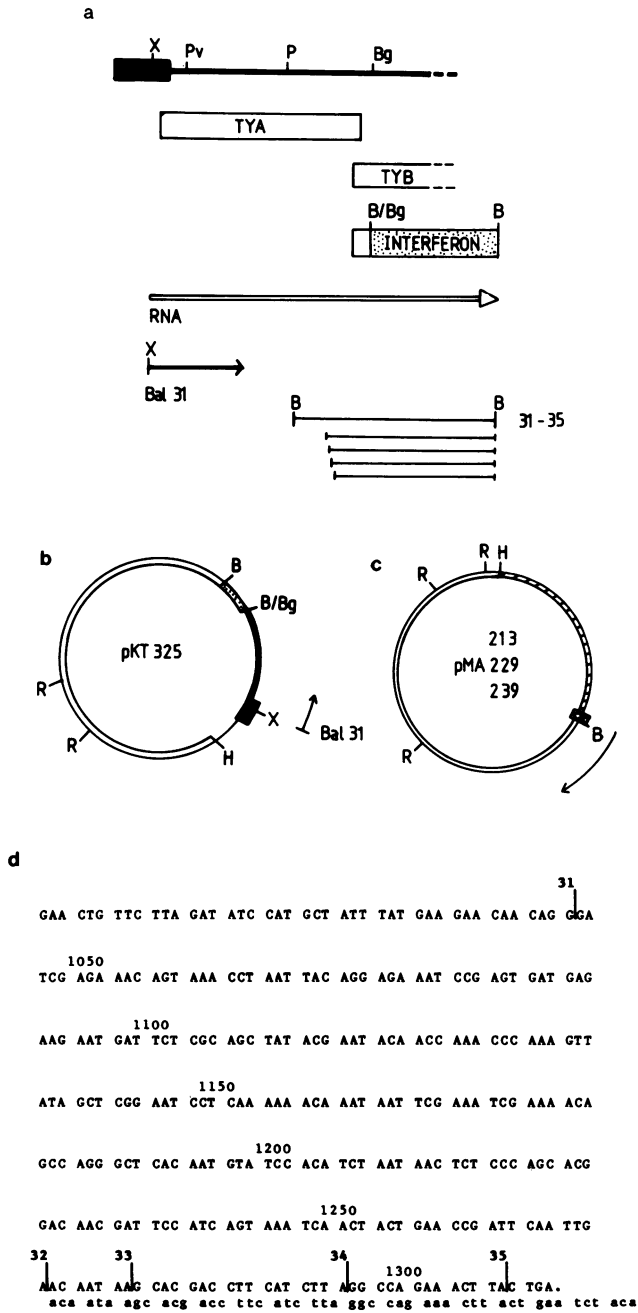 a
X Pv P Bg
TYA
TYB
B/Bg B
INTERFERON
RNA
X
Bal 31
B B 31-35
b
B
B/Bg
pKT 325
R
R
X
Bal 31
H
c
R H
R
213
pMA 229
239
B
R
d
31
GAA CTG TTC TTA GAT ATC CAT GCT ATT TAT GAA GAA CAA CAG GGA
1050
TCG AGA AAC AGT AAA CCT AAT TAC AGG AGA AAT CCG AGT GAT GAG
1100
AAG AAT GAT TCT CGC AGC TAT ACG AAT ACA ACC AAA CCC AAA GTT
1150
ATA GCT CGG AAT CCT CAA AAA ACA AAT AAT TCG AAA TCG AAA ACA
1200
GCC AGG GCT CAC AAT GTA TCC ACA TCT AAT AAC TCT CCC AGC ACG
1250
GAC AAC GAT TCC ATC AGT AAA TCA ACT ACT GAA CCG ATT CAA TTG
32 33 34 1300 35
AAC AAT AAG CAC GAC CTT CAT CTT AGG CCA GAA ACT TAC TGA.
aca ata agc acg acc ttc atc tta ggc cag aaa ctt act gaa tct aca